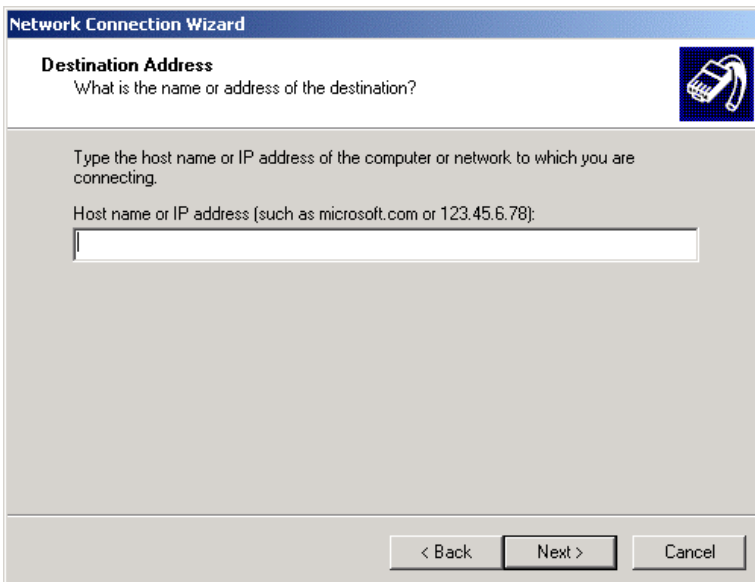 Network Connection Wizard
Destination Address
What is the name or address of the destination?
Type the host name or IP address of the computer or network to which you are
connecting.
Host name or IP address (such as microsoft.com or 123.45.6.78):
< Back
Next >
Cancel